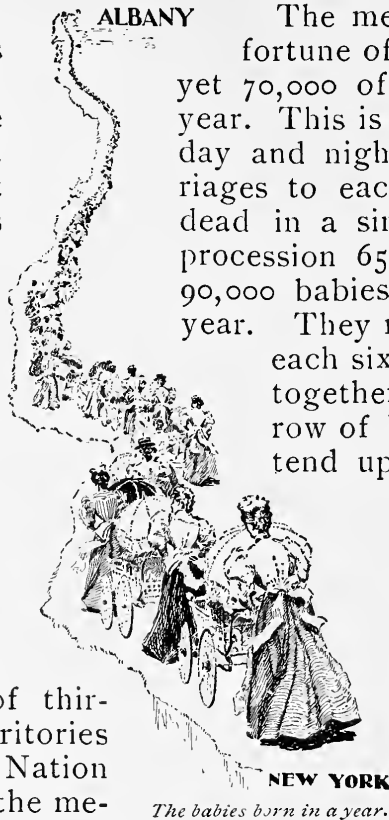 ALBANY
The me
fortune of
yet 70,000 of
year. This is
day and nigh
riages to eac
dead in a si
procession 65
90,000 babies
year. They
each six
together
row of
tend up
of thir-
ritories
Nation
the me-
NEW YORK
The babies born in a year.